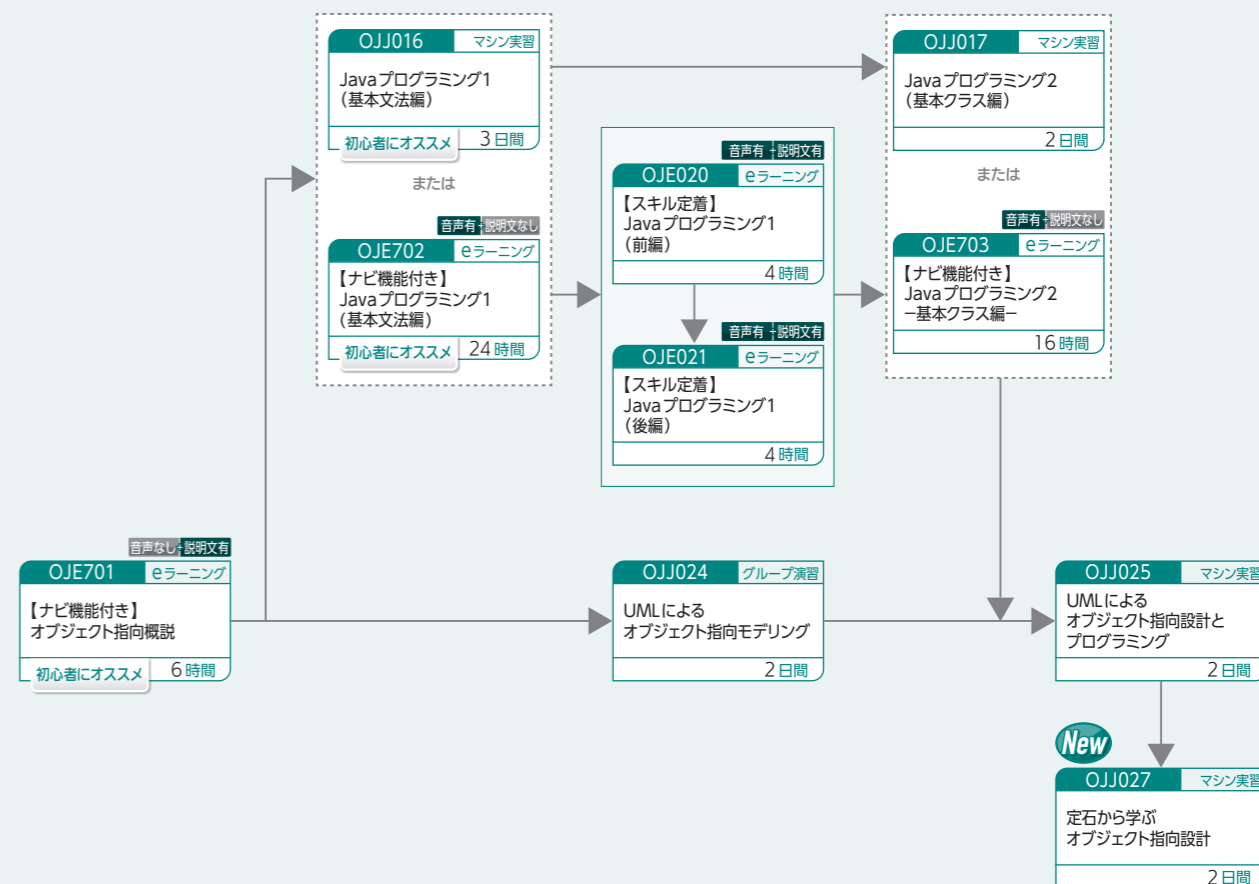 OJJ016 マシン実習
Javaプログラミング1
(基本文法編)
初心者にオススメ 3日間
または
音声有+説明文なし
OJE702 eラーニング
【ナビ機能付き】
Javaプログラミング1
(基本文法編)
初心者にオススメ 24時間
音声有+説明文有
OJE020 eラーニング
【スキル定着】
Javaプログラミング1
(前編)
4時間
音声有+説明文有
OJE021 eラーニング
【スキル定着】
Javaプログラミング1
(後編)
4時間
OJJ017 マシン実習
Javaプログラミング2
(基本クラス編)
2日間
または
音声有+説明文なし
OJE703 eラーニング
【ナビ機能付き】
Javaプログラミング2
−基本クラス編−
16時間
音声なし+説明文有
OJE701 eラーニング
【ナビ機能付き】
オブジェクト指向概説
初心者にオススメ 6時間
OJJ024 グループ演習
UMLによる
オブジェクト指向モデリング
2日間
OJJ025 マシン実習
UMLによる
オブジェクト指向設計と
プログラミング
2日間
New
OJJ027 マシン実習
定石から学ぶ
オブジェクト指向設計
2日間